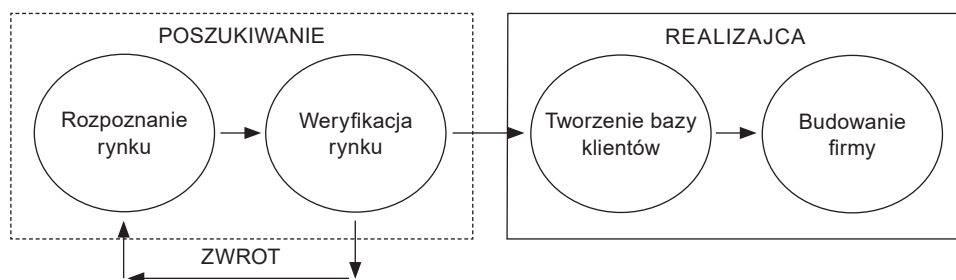 POSZUKIWANIE
Rozpoznanie
rynku
Weryfikacja
rynku
ZWROT
REALIZAJCA
Tworzenie bazy
klientów
Budowanie
firmy